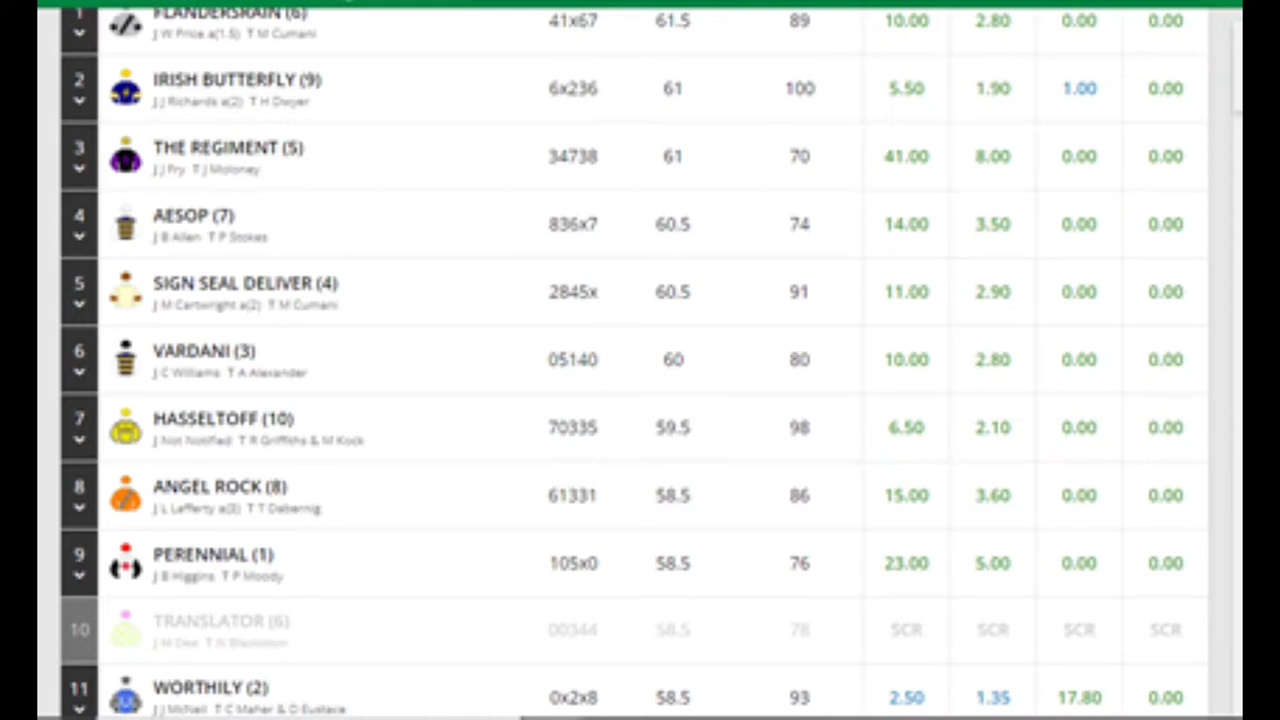 1 FLANDERSRAIN (6) 41x67 61.5 89 10.00 2.80 0.00 0.00
J W Price a(1.5) T M Cumani
2 IRISH BUTTERFLY (9) 6x236 61 100 5.50 1.90 1.00 0.00
J J Richards a(2) T H Dwyer
3 THE REGIMENT (5) 34738 61 70 41.00 8.00 0.00 0.00
J J Fry T J Moloney
4 AESOP (7) 836x7 60.5 74 14.00 3.50 0.00 0.00
J B Allen T P Stokes
5 SIGN SEAL DELIVER (4) 2845x 60.5 91 11.00 2.90 0.00 0.00
J M Cartwright a(2) T M Cumani
6 VARDANI (3) 05140 60 80 10.00 2.80 0.00 0.00
J C Williams T A Alexander
7 HASSELTOFF (10) 70335 59.5 98 6.50 2.10 0.00 0.00
J Not Notified T R Griffiths & M Kock
8 ANGEL ROCK (8) 61331 58.5 86 15.00 3.60 0.00 0.00
J L Lafferty a(3) T T Dabernig
9 PERENNIAL (1) 105x0 58.5 76 23.00 5.00 0.00 0.00
J B Higgins T P Moody
10 TRANSLATOR (6) 00344 58.5 78 SCR SCR SCR SCR
J M Dee T N Blackiston
11 WORTHILY (2) 0x2x8 58.5 93 2.50 1.35 17.80 0.00
J J McNeil T C Maher & D Eustace